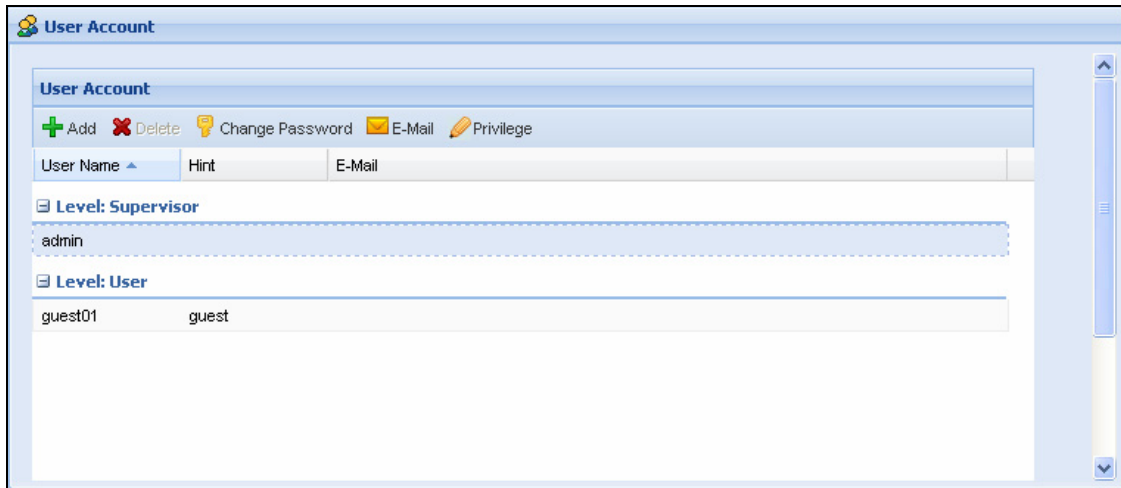 User Account
User Account
Add Delete Change Password E-Mail Privilege
User Name Hint E-Mail
Level: Supervisor
admin
Level: User
guest01 guest